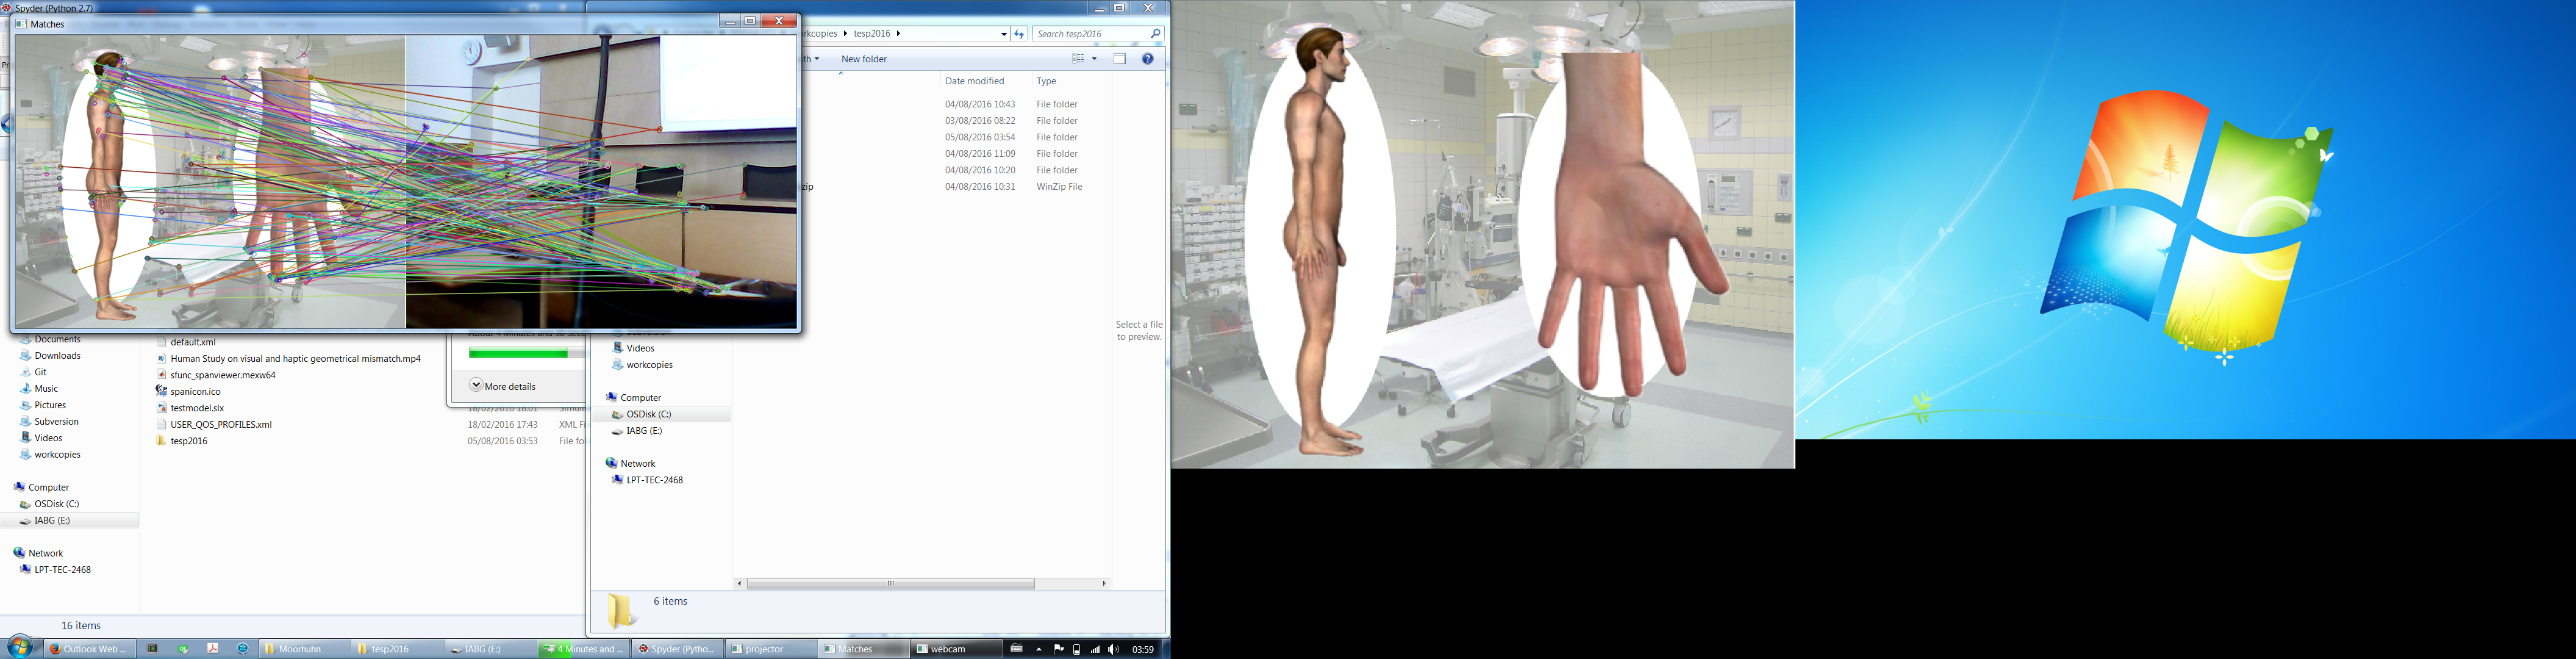 Spyder (Python 2.7)
Matches
tesp2016
Search tesp2016
New folder
Date modified
Type
04/08/2016 10:43
File folder
03/08/2016 08:22
File folder
05/08/2016 03:54
File folder
04/08/2016 11:09
File folder
04/08/2016 10:20
File folder
zip
04/08/2016 10:31
WinZip File
Select a file
to preview.
Documents
Downloads
Git
Music
Pictures
Subversion
Videos
workcopies
Computer
OSDisk (C:)
IABG (E:)
Network
LPT-TEC-2468
default.xml
Human Study on visual and haptic geometrical mismatch.mp4
sfunc_spanviewer.mexw64
spanicon.ico
testmodel.slx
USER_QOS_PROFILES.xml
18/02/2016 17:43
XML Fi
tesp2016
05/08/2016 03:53
File fol
More details
Videos
workcopies
Computer
OSDisk (C:)
IABG (E:)
Network
LPT-TEC-2468
6 items
16 items
Outlook Web ...
Moorhuhn
tesp2016
IABG (E:)
4 Minutes and ...
Spyder (Pytho...
projector
Matches
webcam
03:59